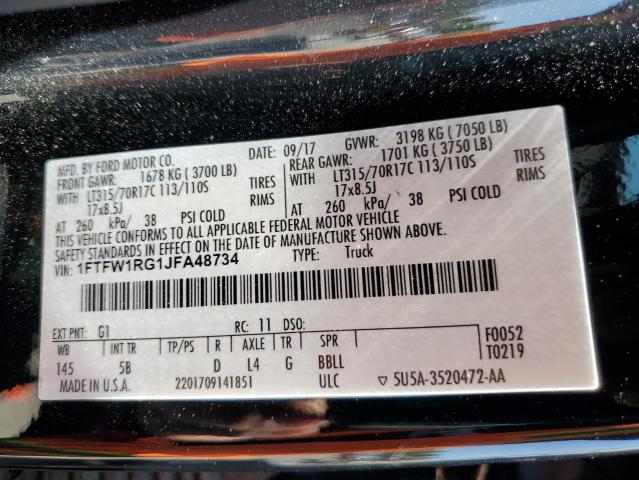 MFD. BY FORD MOTOR CO. DATE: 09/17 GVWR: 3198 KG ( 7050 LB)
FRONT GAWR: 1678 KG ( 3700 LB) REAR GAWR: 1701 KG ( 3750 LB)
WITH LT315/70R17C 113/110S TIRES WITH LT315/70R17C 113/110S TIRES
17x8.5J RIMS 17x8.5J RIMS
AT 260 kPa/ 38 PSI COLD AT 260 kPa/ 38 PSI COLD
THIS VEHICLE CONFORMS TO ALL APPLICABLE FEDERAL MOTOR VEHICLE
SAFETY STANDARDS IN EFFECT ON THE DATE OF MANUFACTURE SHOWN ABOVE.
VIN: 1FTFW1RG1JFA48734 TYPE: Truck
EXT PNT: G1 RC: 11 DSO: F0052
WB INT TR TP/PS R AXLE TR SPR T0219
145 5B D L4 G BBLL
MADE IN U.S.A. 2201709141851 ULC ▽ 5U5A-3520472-AA